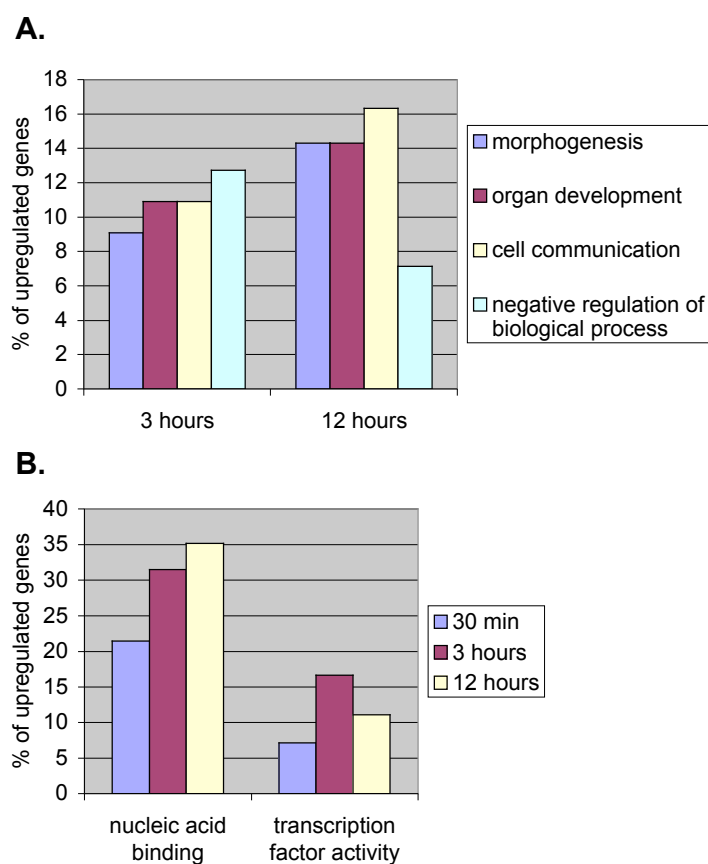 A.
% of upregulated genes
18
16
14
12
10
8
6
4
2
0
3 hours
12 hours
morphogenesis
organ development
cell communication
negative regulation of
biological process
B.
% of upregulated genes
40
35
30
25
20
15
10
5
0
nucleic acid
binding
transcription
factor activity
30 min
3 hours
12 hours